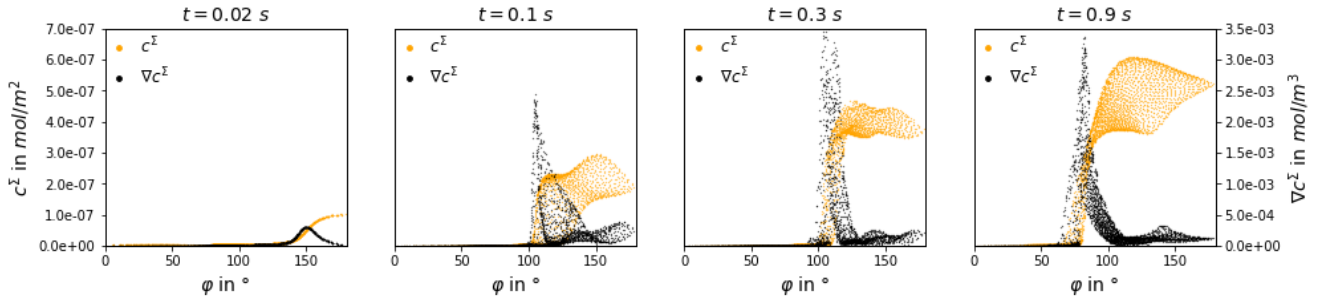 t = 0.02 s
t = 0.1 s
t = 0.3 s
t = 0.9 s
7.0e-07
6.0e-07
5.0e-07
4.0e-07
3.0e-07
2.0e-07
1.0e-07
0.0e+00
c^Σ in mol/m²
c^Σ
∇c^Σ
0 50 100 150
φ in °
c^Σ
∇c^Σ
0 50 100 150
φ in °
c^Σ
∇c^Σ
0 50 100 150
φ in °
c^Σ
∇c^Σ
0 50 100 150
φ in °
3.5e-03
3.0e-03
2.5e-03
2.0e-03
1.5e-03
1.0e-03
5.0e-04
0.0e+00
∇c^Σ in mol/m³